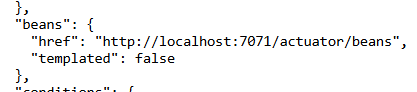 },
"beans": {
"href": "http://localhost:7071/actuator/beans",
"templated": false
},
"conditions": {